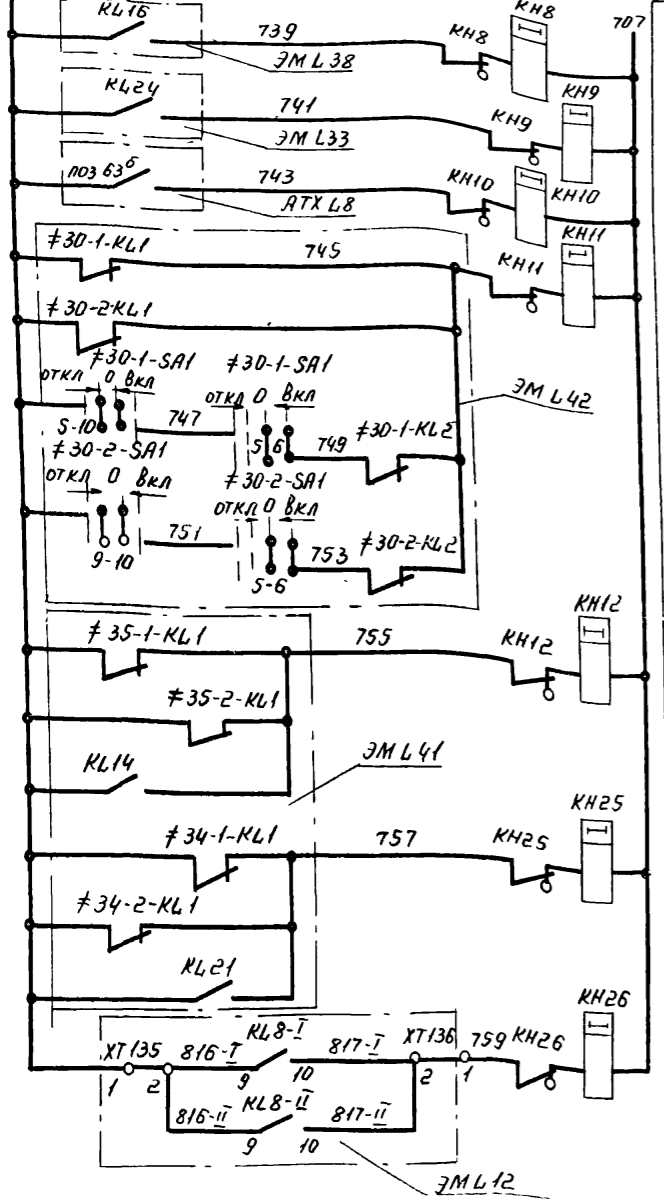 KL16 739 KH8 KH8 707
ЭМ L38
KL24 741 KH9 KH9
ЭМ L33
поз 63б 743 KH10 KH10
АТХ L8
≠30-1-KL1 745 KH11 KH11
≠30-2-KL1
≠30-1-SA1 ≠30-1-SA1
откл 0 Вкл откл 0 Вкл
ЭМ L42
5-10 747 5 6 749 ≠30-1-KL2
≠30-2-SA1 ≠30-2-SA1
откл 0 Вкл откл 0 Вкл
9-10 751 5-6 753 ≠30-2-KL2
≠35-1-KL1 755 KH12 KH12
≠35-2-KL1
KL14
ЭМ L41
≠34-1-KL1 757 KH25 KH25
≠34-2-KL1
KL21
XT135 816-I KL8-I 817-I XT136 759 KH26 KH26
1 2 9 10 2 1
816-II KL8-II 817-II
9 10
ЭМ L12